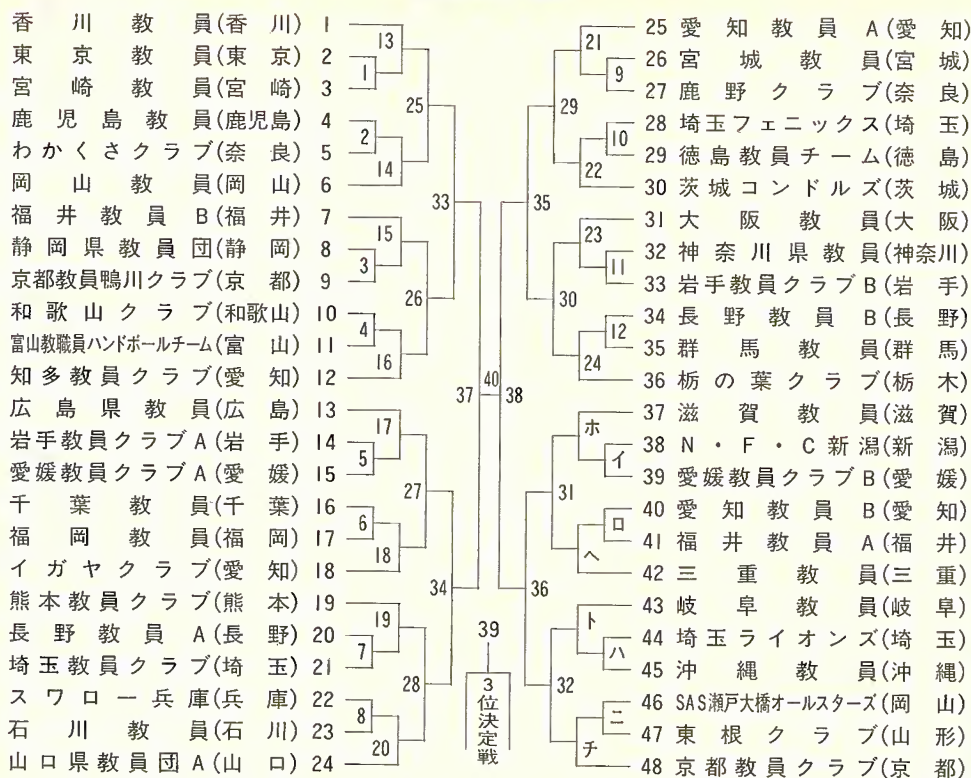 香川教員(香川) 1
東京教員(東京) 2
宮崎教員(宮崎) 3
鹿児島教員(鹿児島) 4
わかくさクラブ(奈良) 5
岡山教員(岡山) 6
福井教員B(福井) 7
静岡県教員団(静岡) 8
京都教員鴨川クラブ(京都) 9
和歌山クラブ(和歌山) 10
富山教職員ハンドボールチーム(富山) 11
知多教員クラブ(愛知) 12
広島県教員(広島) 13
岩手教員クラブA(岩手) 14
愛媛教員クラブA(愛媛) 15
千葉教員(千葉) 16
福岡教員(福岡) 17
イガヤクラブ(愛知) 18
熊本教員クラブ(熊本) 19
長野教員A(長野) 20
埼玉教員クラブ(埼玉) 21
スワロー兵庫(兵庫) 22
石川教員(石川) 23
山口県教員団A(山口) 24
13
1
25
2
14
33
15
3
26
4
16
37
17
5
27
6
18
34
19
7
28
8
20
40
39
3位決定戦
38
21
9
29
10
22
35
23
11
30
12
24
ホ
イ
31
ロ
ヘ
36
ト
ハ
32
ニ
チ
25 愛知教員A(愛知)
26 宮城教員(宮城)
27 鹿野クラブ(奈良)
28 埼玉フェニックス(埼玉)
29 徳島教員チーム(徳島)
30 茨城コンドルズ(茨城)
31 大阪教員(大阪)
32 神奈川県教員(神奈川)
33 岩手教員クラブB(岩手)
34 長野教員B(長野)
35 群馬教員(群馬)
36 栃の葉クラブ(栃木)
37 滋賀教員(滋賀)
38 N・F・C新潟(新潟)
39 愛媛教員クラブB(愛媛)
40 愛知教員B(愛知)
41 福井教員A(福井)
42 三重教員(三重)
43 岐阜教員(岐阜)
44 埼玉ライオンズ(埼玉)
45 沖縄教員(沖縄)
46 SAS瀬戸大橋オールスターズ(岡山)
47 東根クラブ(山形)
48 京都教員クラブ(京都)